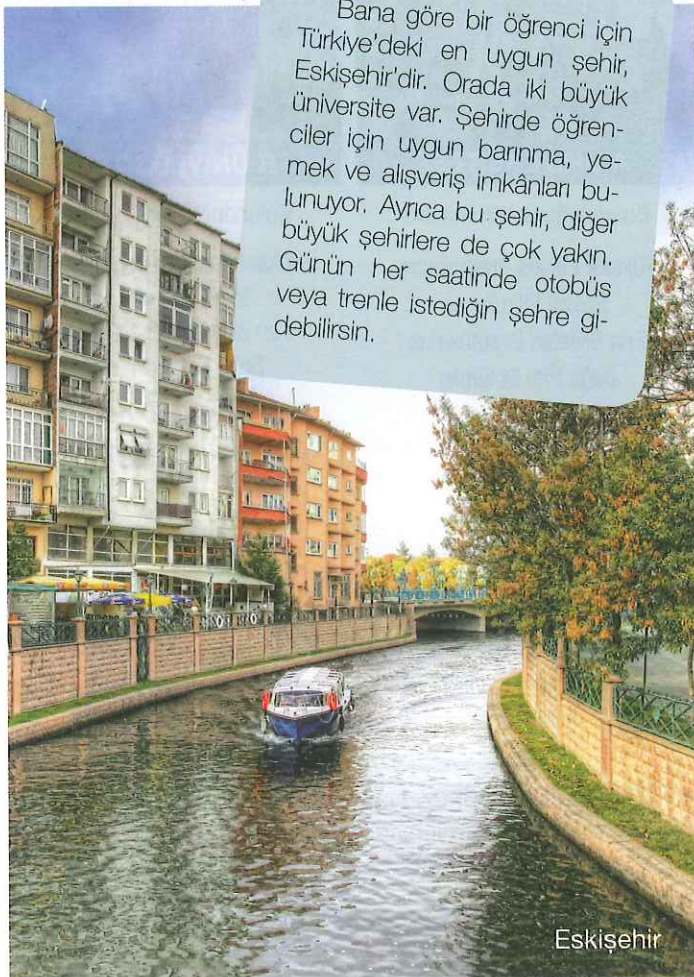 Bana göre bir öğrenci için
Türkiye'deki en uygun şehir,
Eskişehir'dir. Orada iki büyük
üniversite var. Şehirde öğren-
ciler için uygun barınma, ye-
mek ve alışveriş imkânları bu-
lunuyor. Ayrıca bu şehir, diğer
büyük şehirlere de çok yakın.
Günün her saatinde otobüs
veya trenle istediğin şehre gi-
debilirsin.
Eskişehir